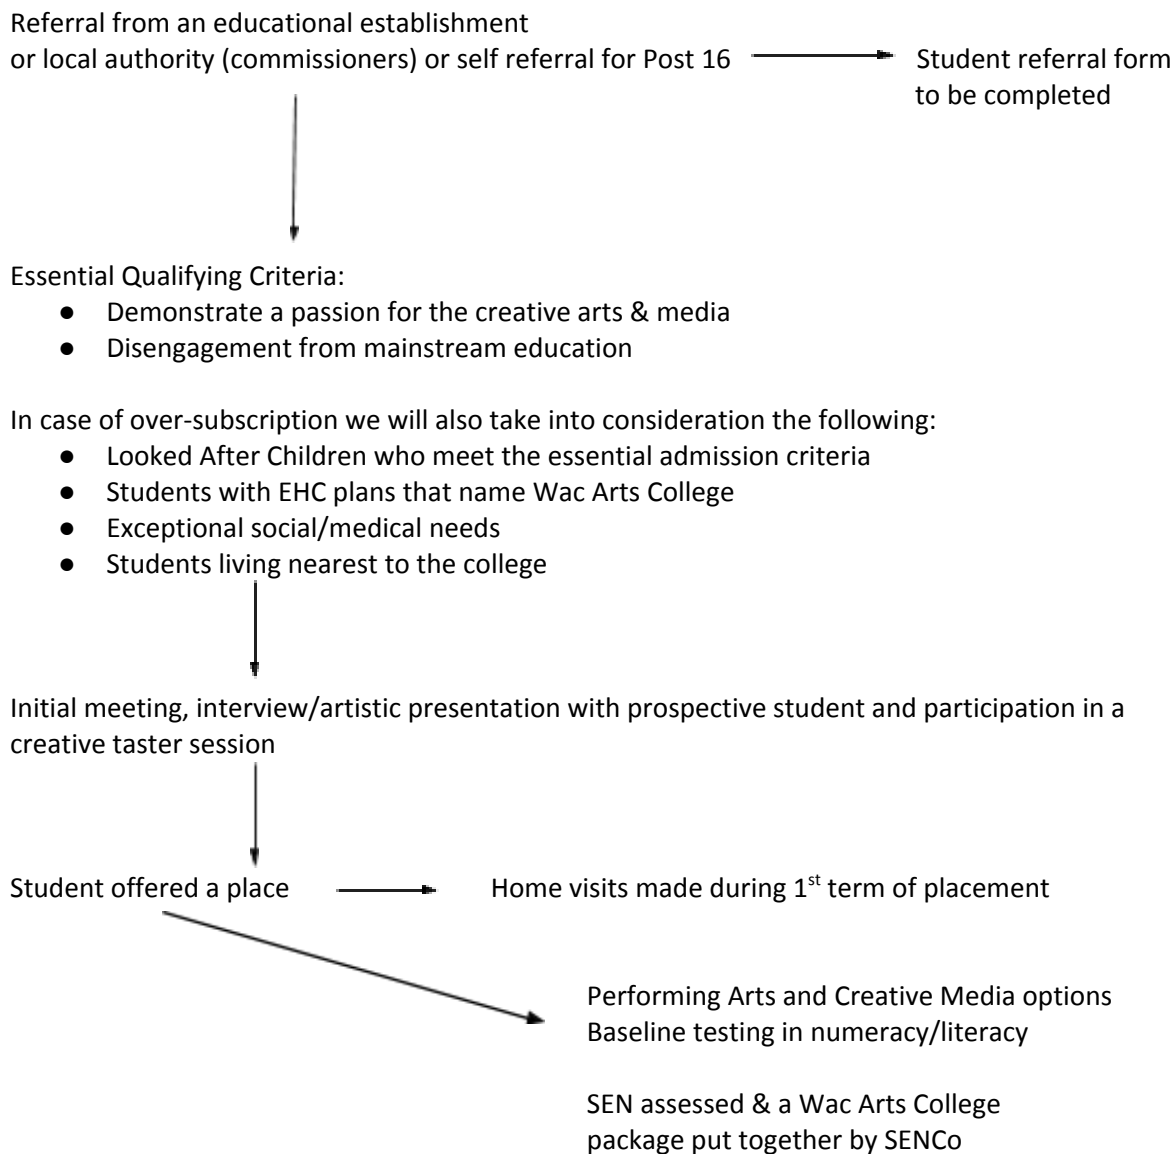 Referral from an educational establishment
or local authority (commissioners) or self referral for Post 16
Student referral form
to be completed
Essential Qualifying Criteria:
● Demonstrate a passion for the creative arts & media
● Disengagement from mainstream education
In case of over-subscription we will also take into consideration the following:
● Looked After Children who meet the essential admission criteria
● Students with EHC plans that name Wac Arts College
● Exceptional social/medical needs
● Students living nearest to the college
Initial meeting, interview/artistic presentation with prospective student and participation in a
creative taster session
Student offered a place
Home visits made during 1st term of placement
Performing Arts and Creative Media options
Baseline testing in numeracy/literacy
SEN assessed & a Wac Arts College
package put together by SENCo